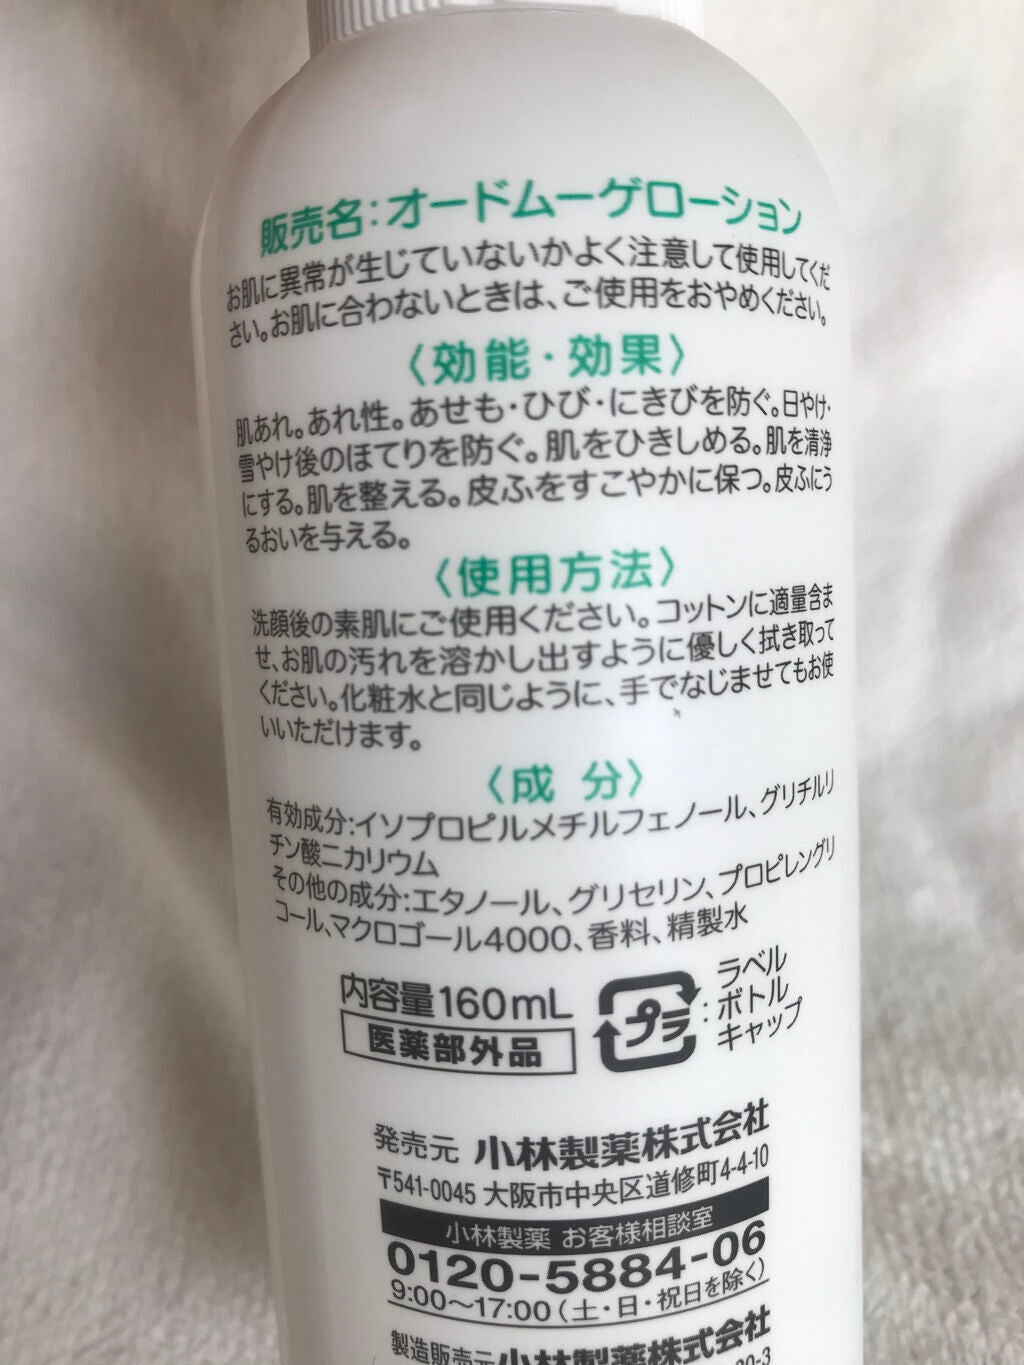 販売名:オードムーゲローション
お肌に異常が生じていないかよく注意して使用してくだ
さい。お肌に合わないときは、ご使用をおやめください。
〈効能・効果〉
肌あれ。あれ性。あせも・ひび・にきびを防ぐ。日やけ・
雪やけ後のほてりを防ぐ。肌をひきしめる。肌を清浄
にする。肌を整える。皮ふをすこやかに保つ。皮ふにう
るおいを与える。
〈使用方法〉
洗顔後の素肌にご使用ください。コットンに適量含ま
せ、お肌の汚れを溶かし出すように優しく拭き取って
ください。化粧水と同じように、手でなじませてもお使
いいただけます。
〈成 分〉
有効成分:イソプロピルメチルフェノール、グリチルリ
チン酸二カリウム
その他の成分:エタノール、グリセリン、プロピレングリ
コール、マクロゴール4000、香料、精製水
内容量160mL
医薬部外品
プラ
:ラベル
ボトル
キャップ
発売元 小林製薬株式会社
〒541-0045 大阪市中央区道修町4-4-10
小林製薬 お客様相談室
0120-5884-06
9:00〜17:00(土・日・祝日を除く)
製造販売元 小林製薬株式会社